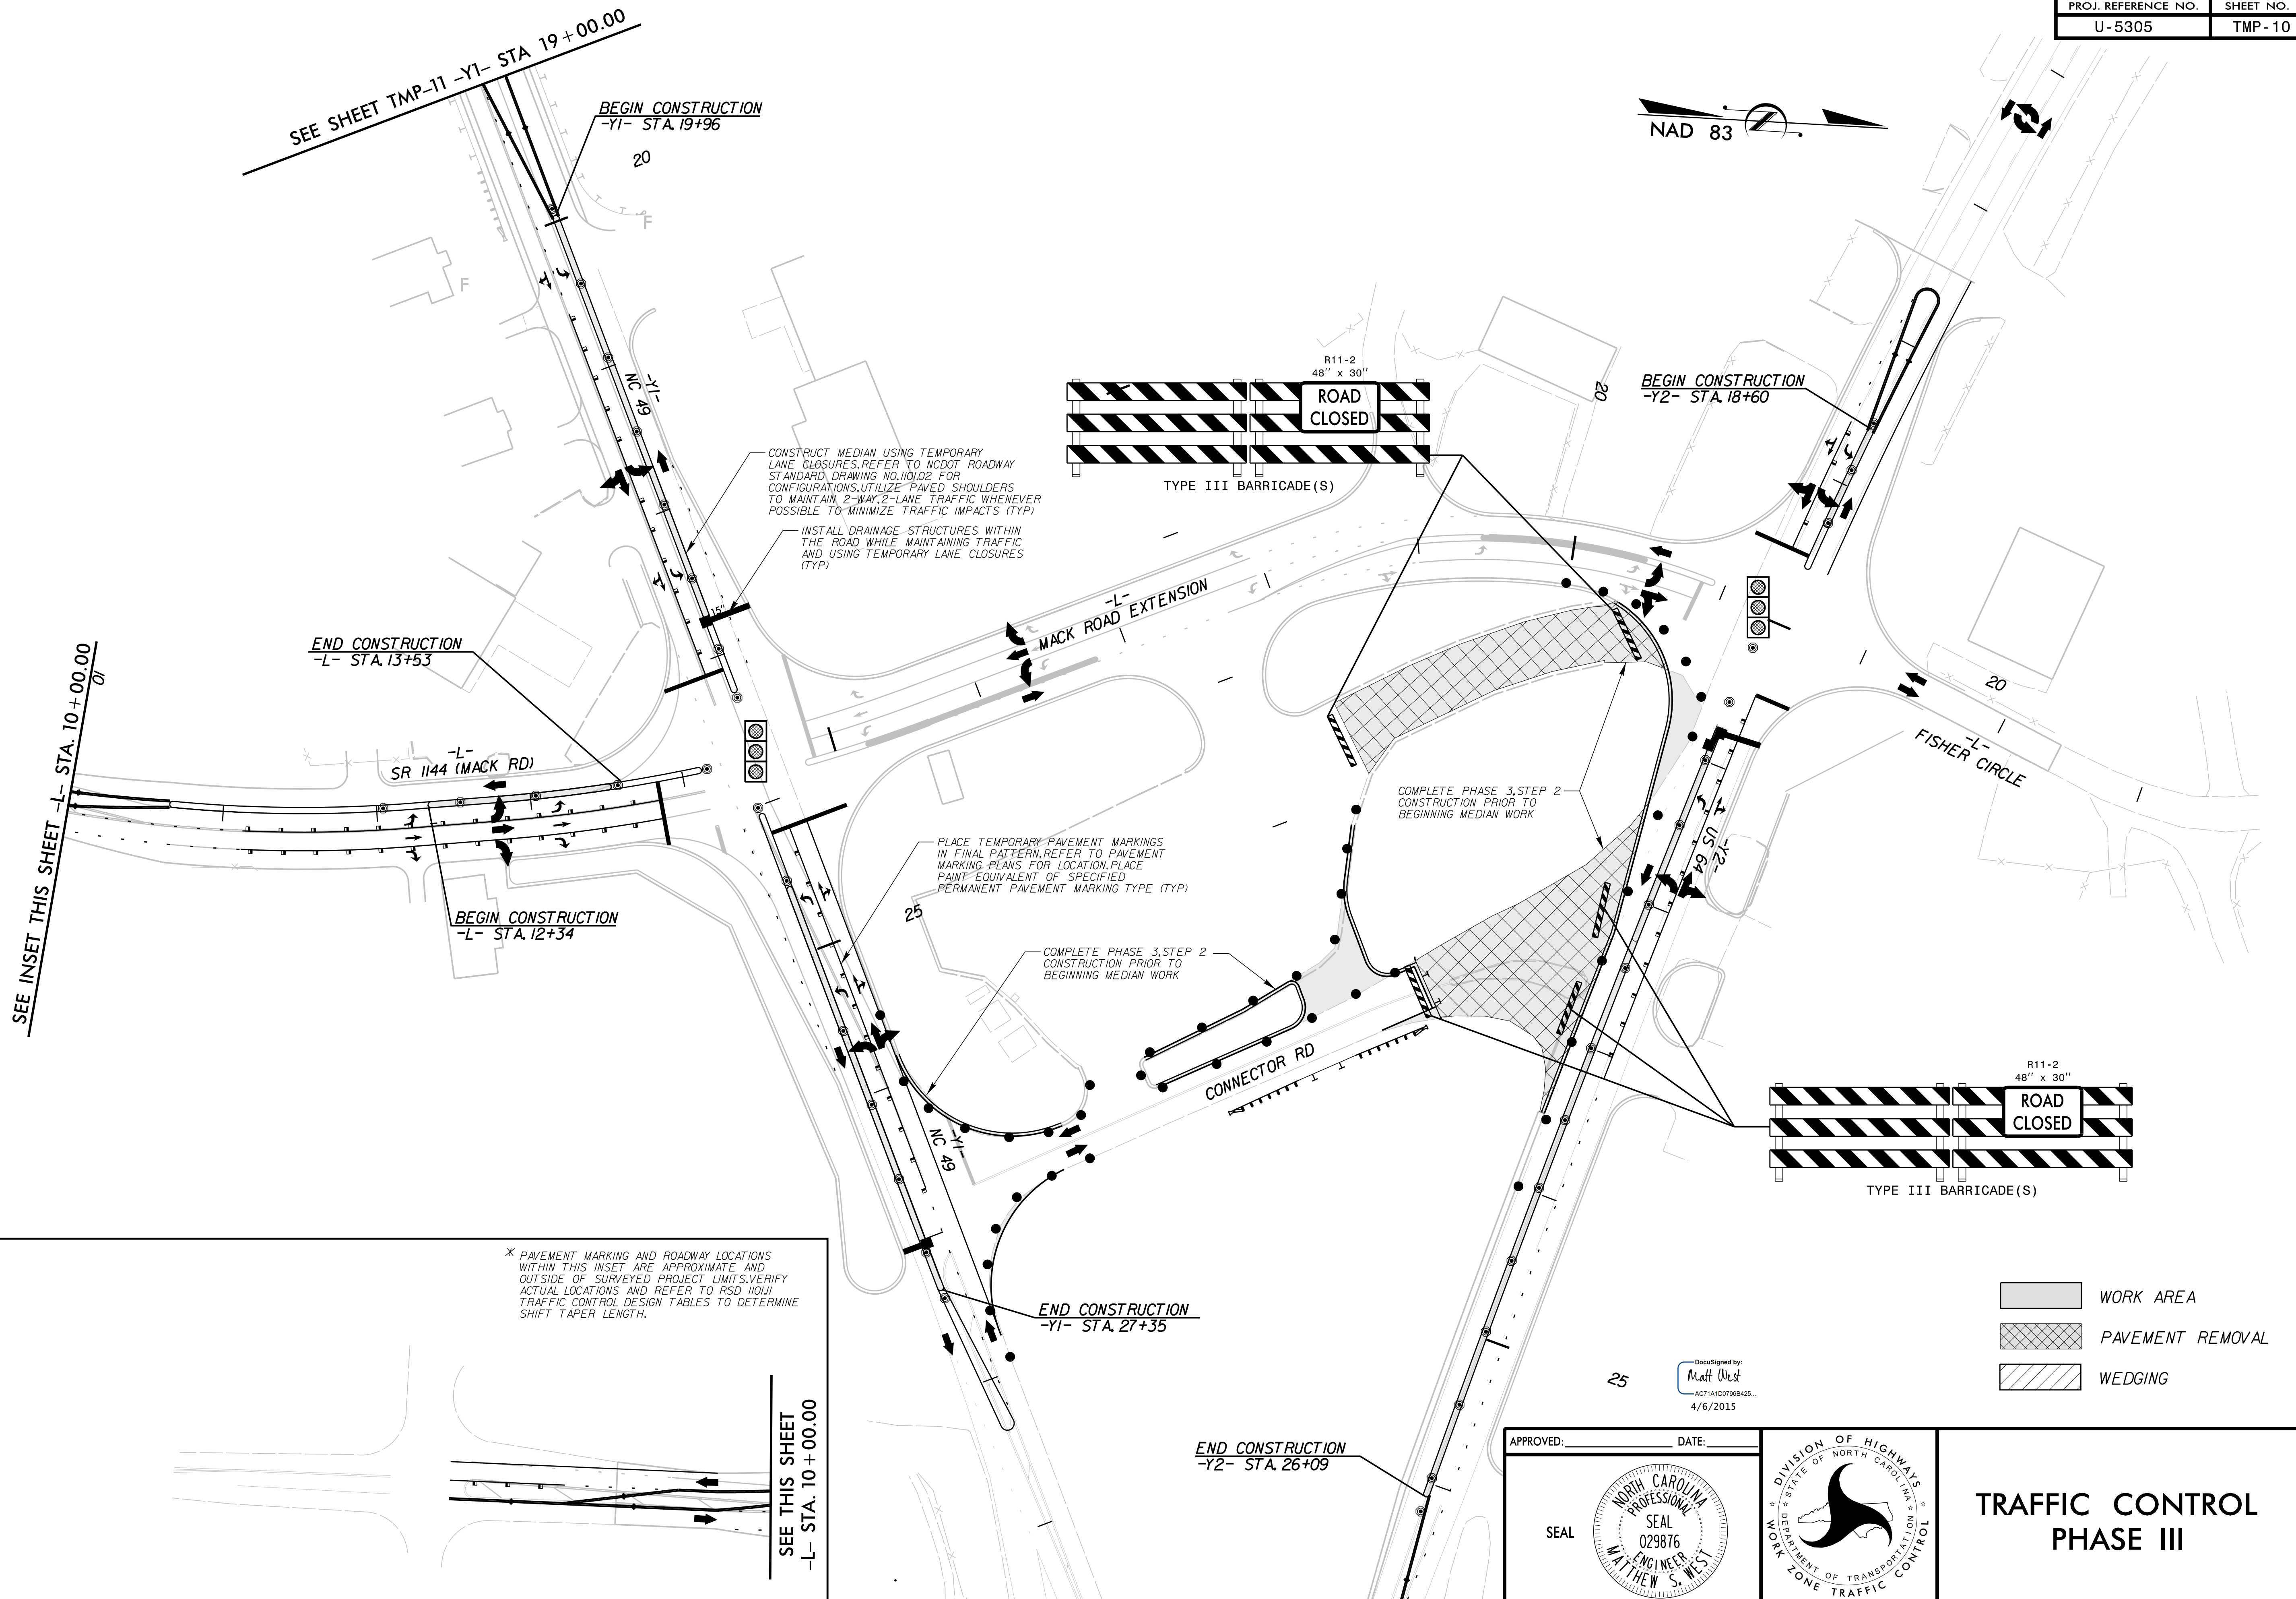 PROJ. REFERENCE NO.
SHEET NO.
U-5305
TMP-10
SEE SHEET TMP-11 -Y1- STA 19+00.00
BEGIN CONSTRUCTION
-Y1- STA. 19+96
20
F
F
NAD 83
-Y1-
NC 49
CONSTRUCT MEDIAN USING TEMPORARY
LANE CLOSURES. REFER TO NCDOT ROADWAY
STANDARD DRAWING NO. 1101.02 FOR
CONFIGURATIONS. UTILIZE PAVED SHOULDERS
TO MAINTAIN 2-WAY, 2-LANE TRAFFIC WHENEVER
POSSIBLE TO MINIMIZE TRAFFIC IMPACTS (TYP)
INSTALL DRAINAGE STRUCTURES WITHIN
THE ROAD WHILE MAINTAINING TRAFFIC
AND USING TEMPORARY LANE CLOSURES
(TYP)
15"
R11-2
48'' x 30''
ROAD
CLOSED
TYPE III BARRICADE(S)
20
BEGIN CONSTRUCTION
-Y2- STA. 18+60
-L-
MACK ROAD EXTENSION
END CONSTRUCTION
-L- STA. 13+53
SEE INSET THIS SHEET -L- STA. 10+00.00
10
-L-
SR 1144 (MACK RD)
BEGIN CONSTRUCTION
-L- STA. 12+34
20
-L-
FISHER CIRCLE
COMPLETE PHASE 3, STEP 2
CONSTRUCTION PRIOR TO
BEGINNING MEDIAN WORK
-Y2-
US 64
PLACE TEMPORARY PAVEMENT MARKINGS
IN FINAL PATTERN. REFER TO PAVEMENT
MARKING PLANS FOR LOCATION. PLACE
PAINT EQUIVALENT OF SPECIFIED
PERMANENT PAVEMENT MARKING TYPE (TYP)
25
COMPLETE PHASE 3, STEP 2
CONSTRUCTION PRIOR TO
BEGINNING MEDIAN WORK
CONNECTOR RD
-Y1-
NC 49
R11-2
48'' x 30''
ROAD
CLOSED
TYPE III BARRICADE(S)
* PAVEMENT MARKING AND ROADWAY LOCATIONS
WITHIN THIS INSET ARE APPROXIMATE AND
OUTSIDE OF SURVEYED PROJECT LIMITS. VERIFY
ACTUAL LOCATIONS AND REFER TO RSD 1101.11
TRAFFIC CONTROL DESIGN TABLES TO DETERMINE
SHIFT TAPER LENGTH.
END CONSTRUCTION
-Y1- STA. 27+35
SEE THIS SHEET
-L- STA. 10+00.00
WORK AREA
PAVEMENT REMOVAL
WEDGING
25
DocuSigned by:
Matt West
AC71A1D0796B425...
4/6/2015
END CONSTRUCTION
-Y2- STA. 26+09
APPROVED:
DATE:
SEAL
NORTH CAROLINA
PROFESSIONAL
SEAL
029876
ENGINEER
MATTHEW S. WEST
DIVISION OF HIGHWAYS
STATE OF NORTH CAROLINA
DEPARTMENT OF TRANSPORTATION
WORK ZONE TRAFFIC CONTROL
TRAFFIC CONTROL
PHASE III